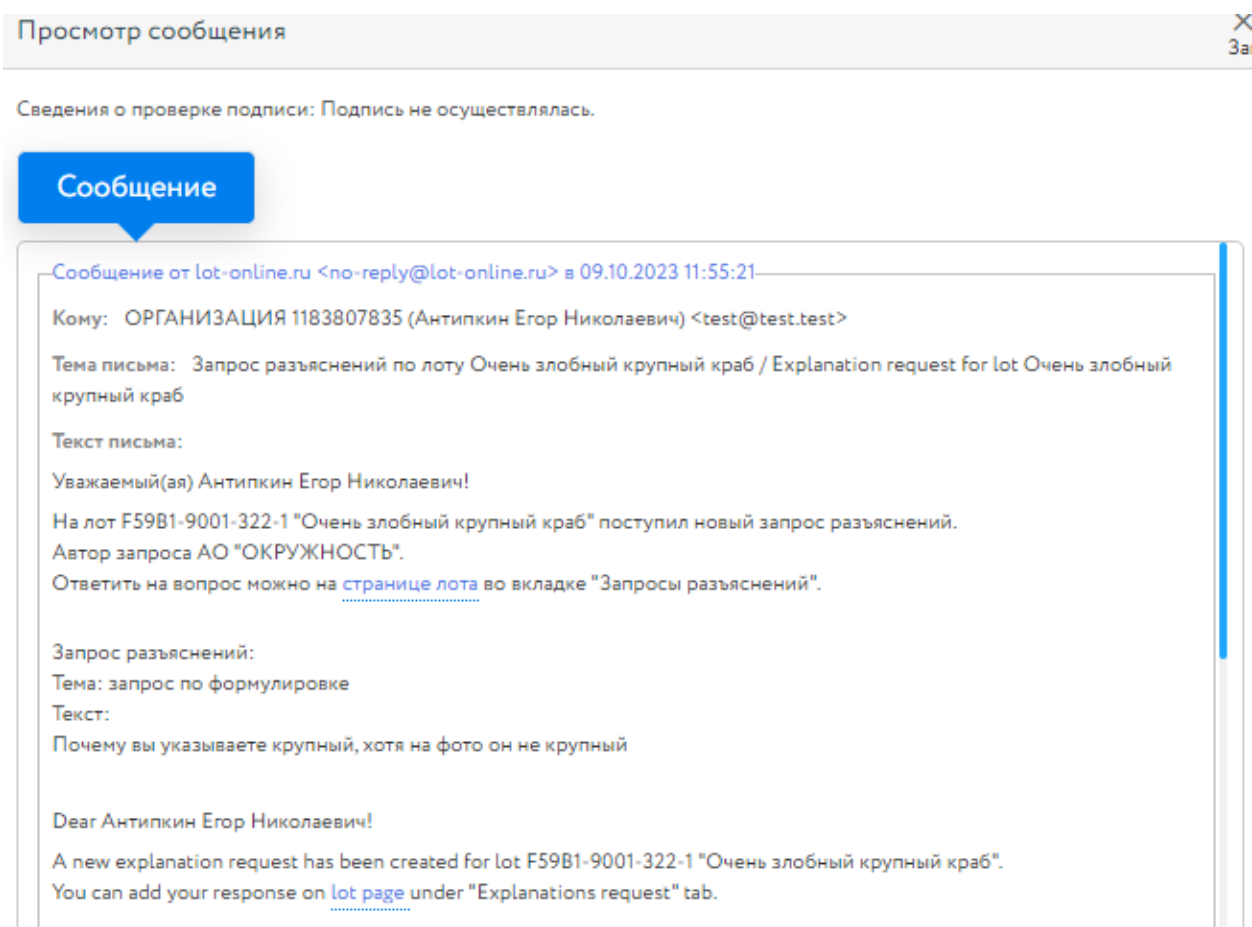 Просмотр сообщения
Сведения о проверке подписи: Подпись не осуществлялась.
Сообщение
Сообщение от lot-online.ru <no-reply@lot-online.ru> в 09.10.2023 11:55:21
Кому: ОРГАНИЗАЦИЯ 1183807835 (Антипкин Егор Николаевич) <test@test.test>
Тема письма: Запрос разъяснений по лоту Очень злобный крупный краб / Explanation request for lot Очень злобный
крупный краб
Текст письма:
Уважаемый(ая) Антипкин Егор Николаевич!
На лот F59B1-9001-322-1 "Очень злобный крупный краб" поступил новый запрос разъяснений.
Автор запроса АО "ОКРУЖНОСТЬ".
Ответить на вопрос можно на странице лота во вкладке "Запросы разъяснений".
Запрос разъяснений:
Тема: запрос по формулировке
Текст:
Почему вы указываете крупный, хотя на фото он не крупный
Dear Антипкин Егор Николаевич!
A new explanation request has been created for lot F59B1-9001-322-1 "Очень злобный крупный краб".
You can add your response on lot page under "Explanations request" tab.